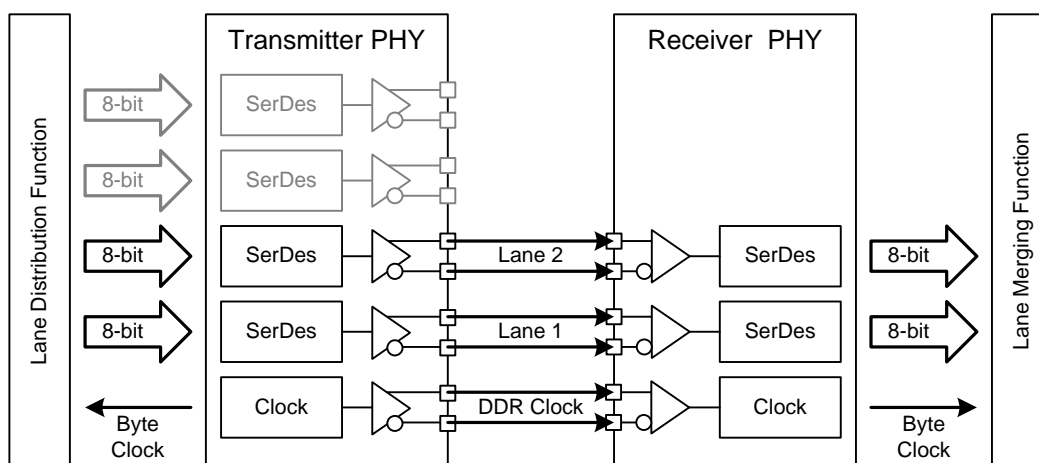 Lane Distribution Function
Transmitter PHY
Receiver PHY
Lane Merging Function
8-bit
SerDes
8-bit
SerDes
8-bit
SerDes
Lane 2
SerDes
8-bit
8-bit
SerDes
Lane 1
SerDes
8-bit
Byte
Clock
Clock
DDR Clock
Clock
Byte
Clock